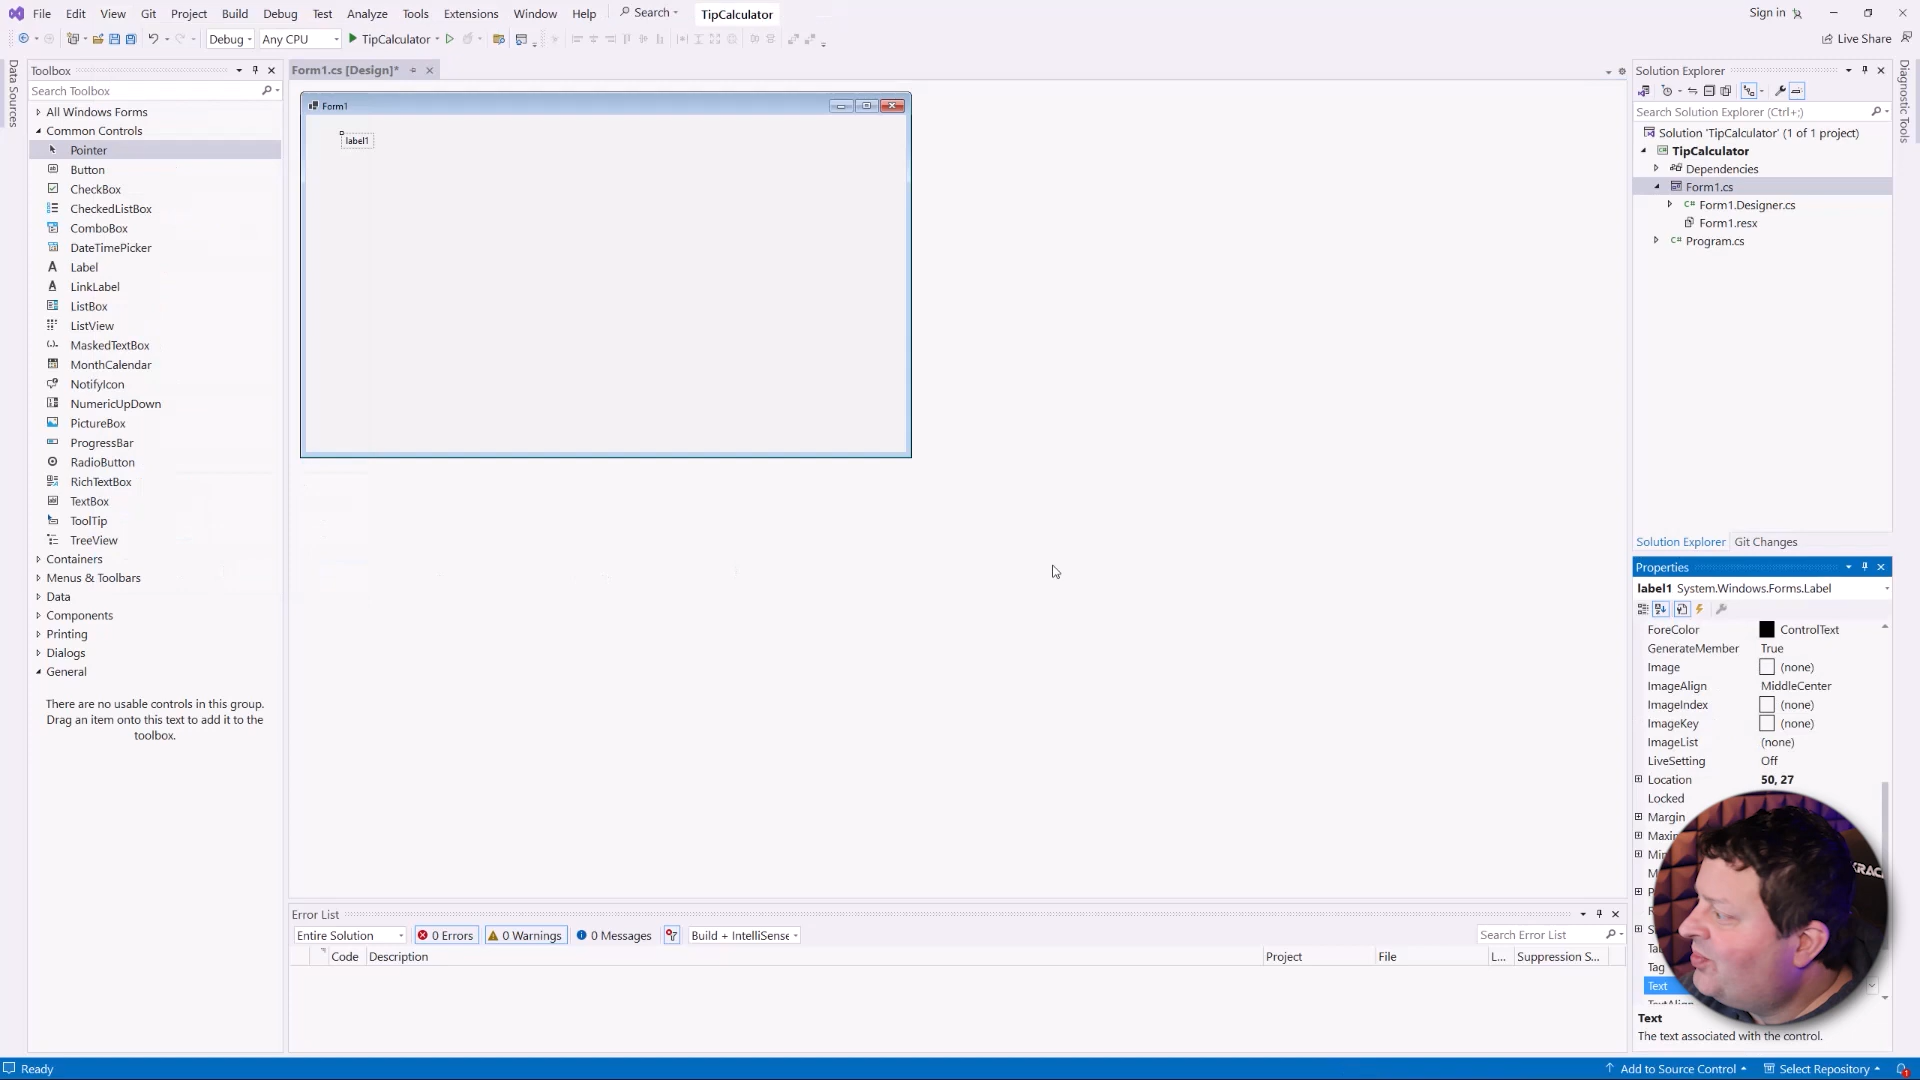 File Edit View Git Project Build Debug Test Analyze Tools Extensions Window Help Search TipCalculator Sign in
Debug Any CPU TipCalculator Live Share
Data Sources
Toolbox
Search Toolbox
All Windows Forms
Common Controls
Pointer
Button
CheckBox
CheckedListBox
ComboBox
DateTimePicker
Label
LinkLabel
ListBox
ListView
MaskedTextBox
MonthCalendar
NotifyIcon
NumericUpDown
PictureBox
ProgressBar
RadioButton
RichTextBox
TextBox
ToolTip
TreeView
Containers
Menus & Toolbars
Data
Components
Printing
Dialogs
General
There are no usable controls in this group.
Drag an item onto this text to add it to the
toolbox.
Form1.cs [Design]*
Form1
label1
Error List
Entire Solution 0 Errors 0 Warnings 0 Messages Build + IntelliSense Search Error List
Code Description Project File L... Suppression S...
Solution Explorer
Search Solution Explorer (Ctrl+;)
Solution 'TipCalculator' (1 of 1 project)
TipCalculator
Dependencies
Form1.cs
Form1.Designer.cs
Form1.resx
Program.cs
Solution Explorer Git Changes
Properties
label1 System.Windows.Forms.Label
ForeColor ControlText
GenerateMember True
Image (none)
ImageAlign MiddleCenter
ImageIndex (none)
ImageKey (none)
ImageList (none)
LiveSetting Off
Location 50, 27
Locked
Margin
Tag
Text
Text
The text associated with the control.
Diagnostic Tools
Ready Add to Source Control Select Repository 1